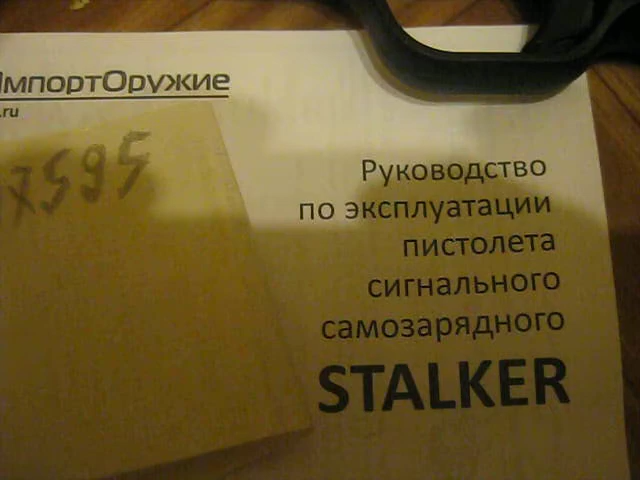 ИмпортОружие
.ru
7595
Руководство
по эксплуатации
пистолета
сигнального
самозарядного
STALKER